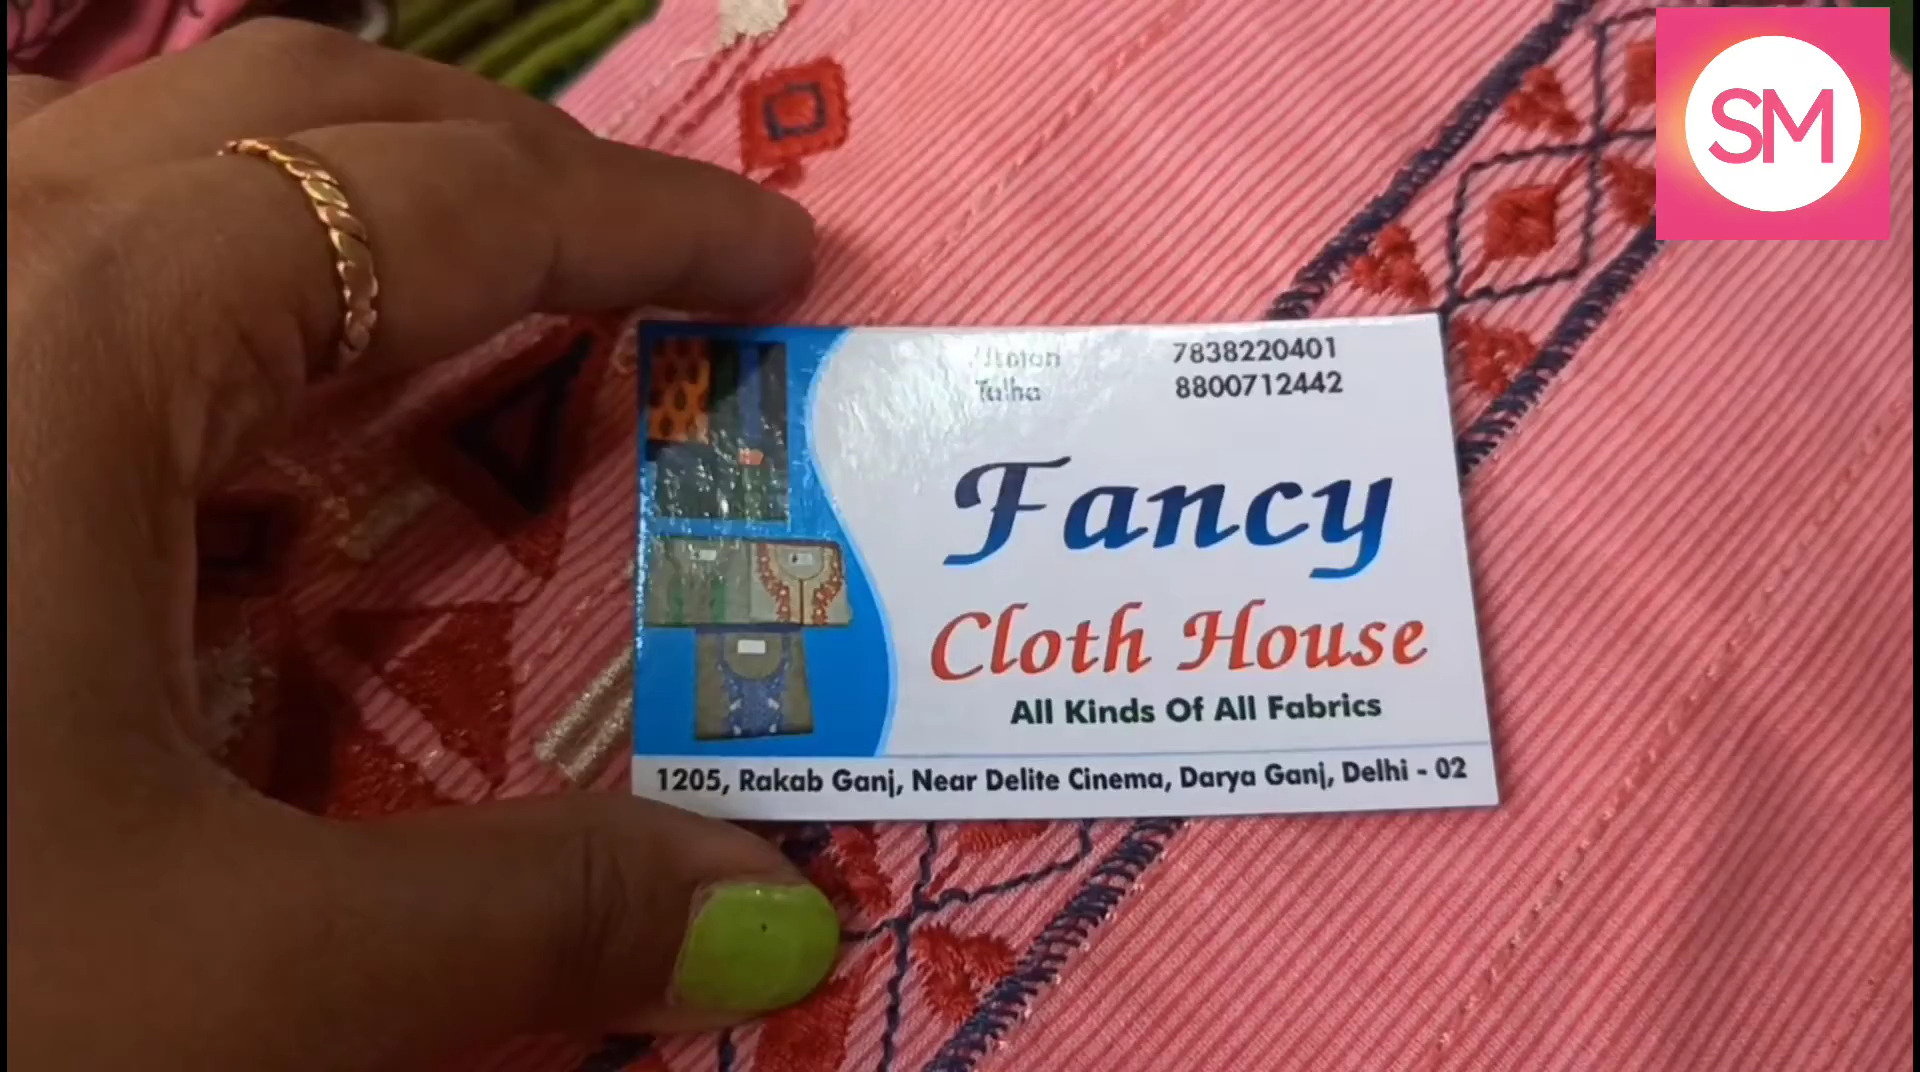 SM
7838220401
Talha 8800712442
Fancy
Cloth House
All Kinds Of All Fabrics
1205, Rakab Ganj, Near Delite Cinema, Darya Ganj, Delhi - 02